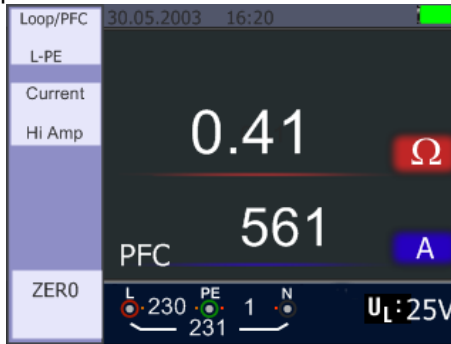 Loop/PFC
30.05.2003 16:20
L-PE
Current
Hi Amp
0.41 Ω
PFC 561 A
ZERO
L PE N
230 1
231
UL:25V